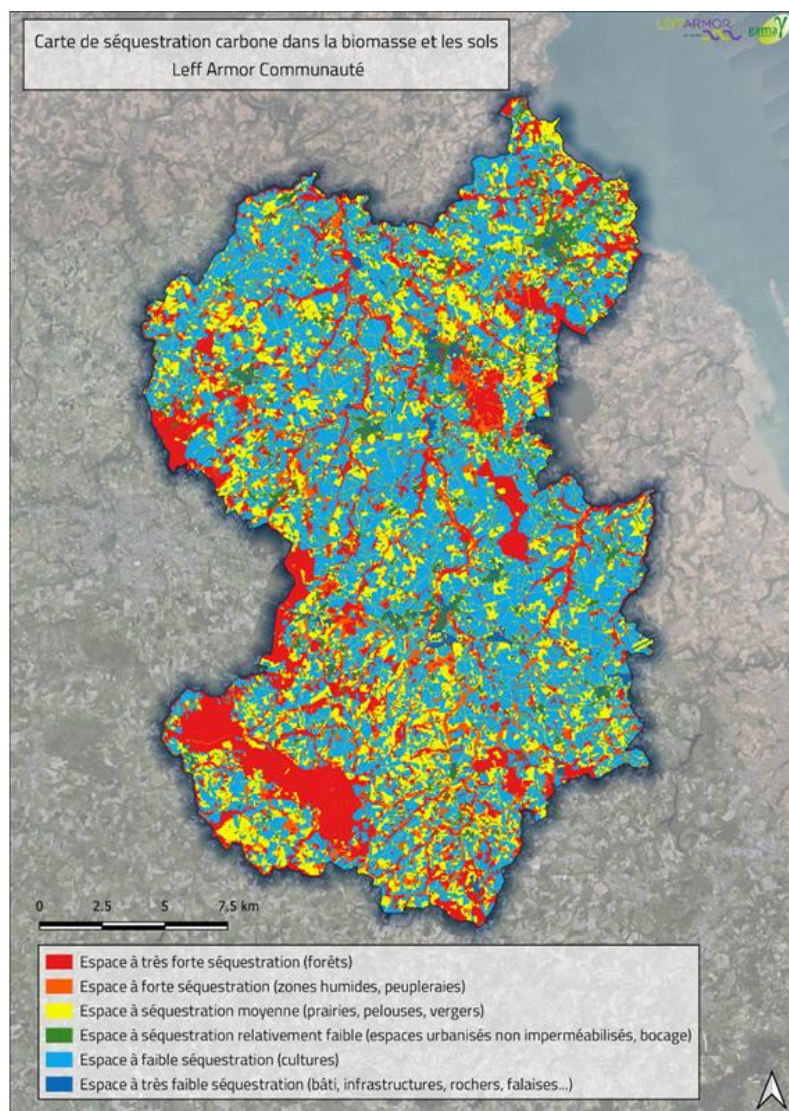 Carte de séquestration carbone dans la biomasse et les sols
Leff Armor Communauté
LEFFARMOR
gama
0 2.5 5 7.5 km
Espace à très forte séquestration (forêts)
Espace à forte séquestration (zones humides, peupleraies)
Espace à séquestration moyenne (prairies, pelouses, vergers)
Espace à séquestration relativement faible (espaces urbanisés non imperméabilisés, bocage)
Espace à faible séquestration (cultures)
Espace à très faible séquestration (bâti, infrastructures, rochers, falaises...)